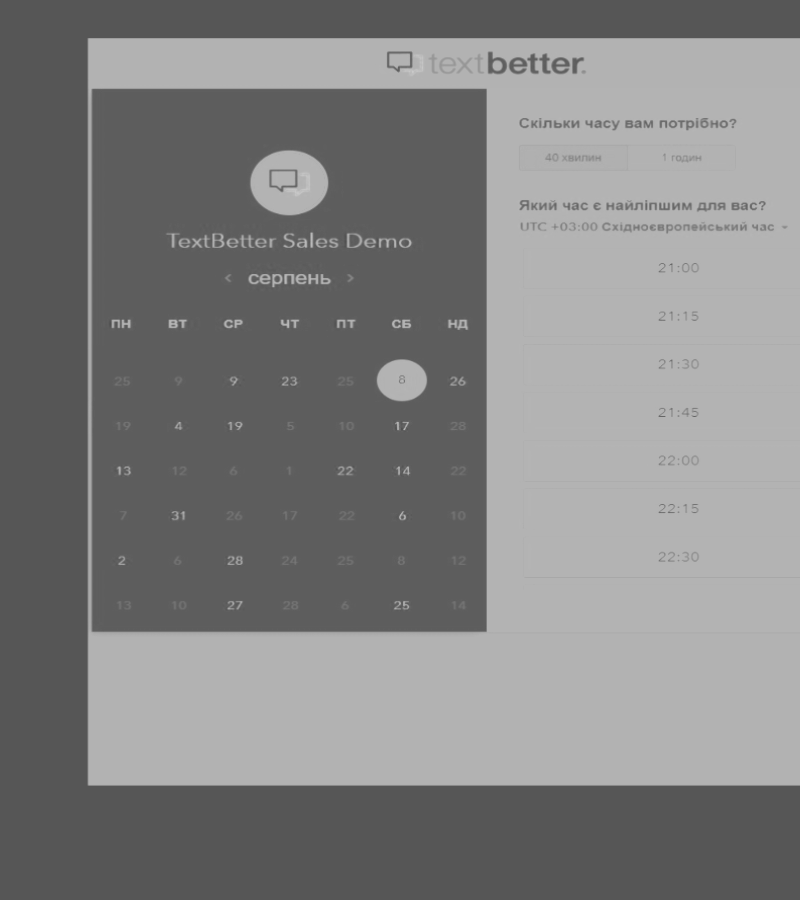 textbetter.
TextBetter Sales Demo
< серпень >
ПН ВТ СР ЧТ ПТ СБ НД
25 9 9 23 25 8 26
19 4 19 5 10 17 28
13 12 6 1 22 14 22
7 31 26 17 22 6 10
2 6 28 24 25 8 12
13 10 27 28 6 25 14
Скільки часу вам потрібно?
40 хвилин 1 годин
Який час є найліпшим для вас?
UTC +03:00 Східноєвропейський час
21:00
21:15
21:30
21:45
22:00
22:15
22:30